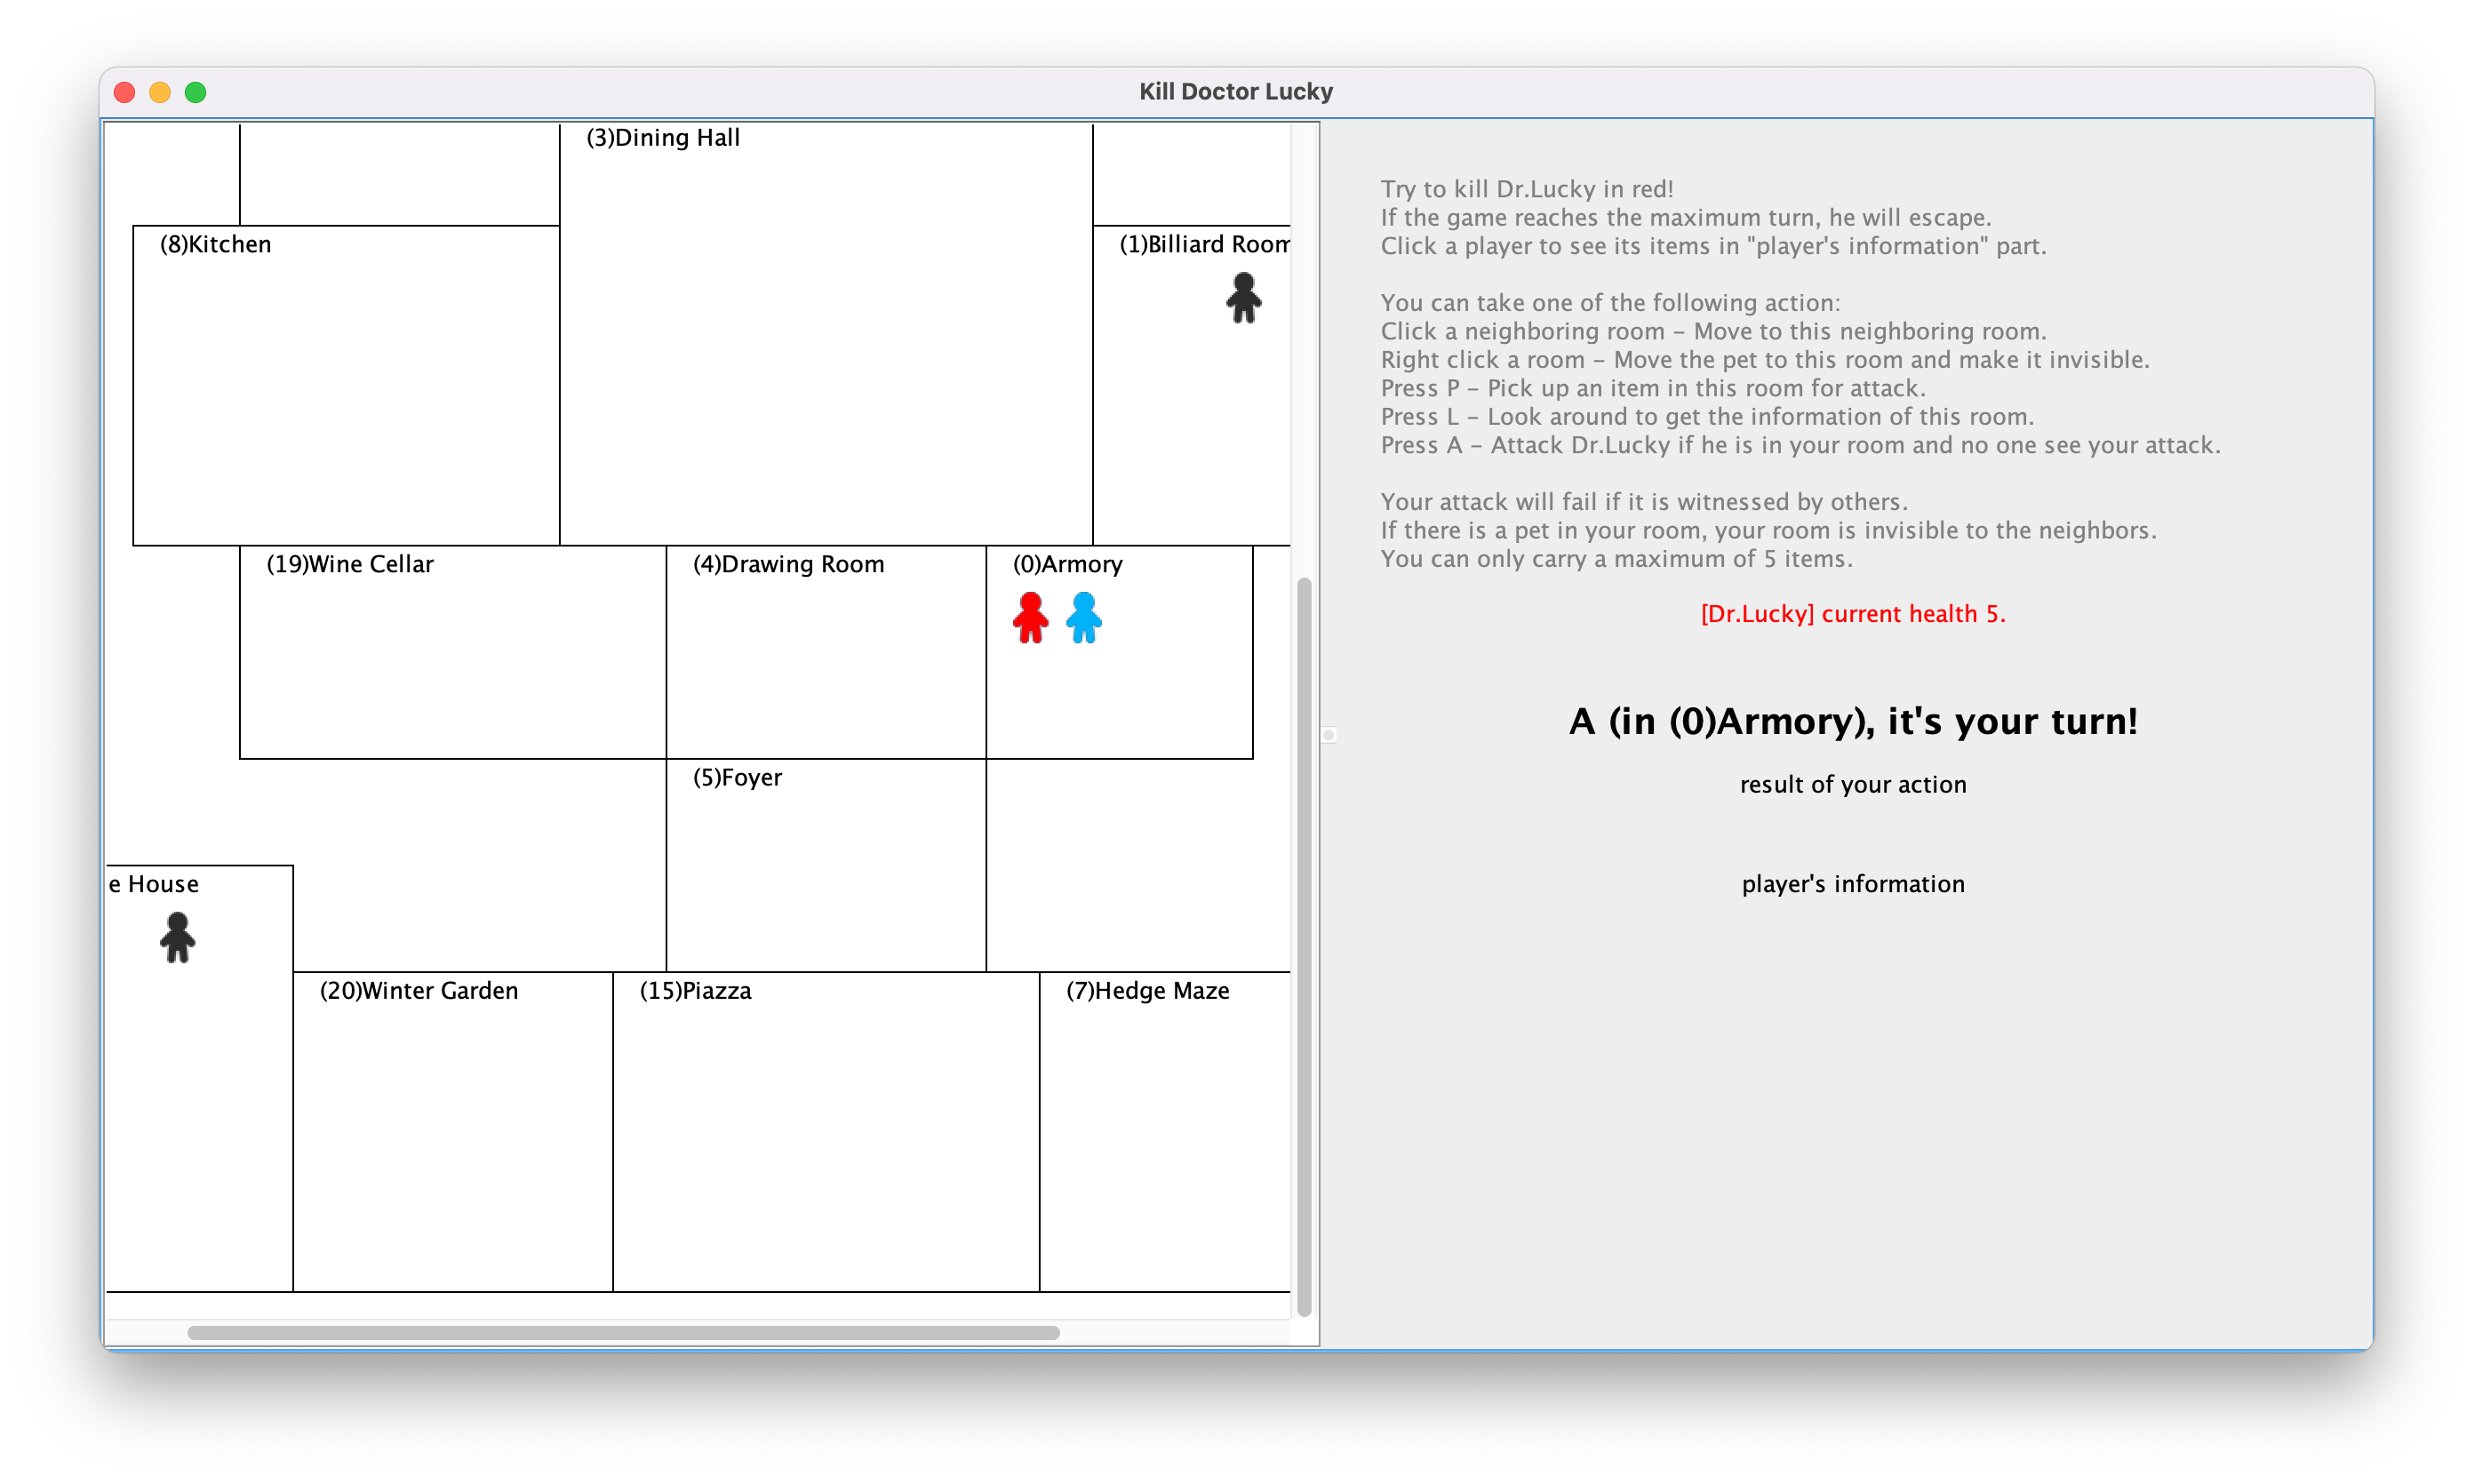 Kill Doctor Lucky
(3)Dining Hall
(8)Kitchen
(1)Billiard Room
(19)Wine Cellar
(4)Drawing Room
(0)Armory
(5)Foyer
e House
(20)Winter Garden
(15)Piazza
(7)Hedge Maze
Try to kill Dr.Lucky in red!
If the game reaches the maximum turn, he will escape.
Click a player to see its items in "player's information" part.
You can take one of the following action:
Click a neighboring room – Move to this neighboring room.
Right click a room – Move the pet to this room and make it invisible.
Press P – Pick up an item in this room for attack.
Press L – Look around to get the information of this room.
Press A – Attack Dr.Lucky if he is in your room and no one see your attack.
Your attack will fail if it is witnessed by others.
If there is a pet in your room, your room is invisible to the neighbors.
You can only carry a maximum of 5 items.
[Dr.Lucky] current health 5.
A (in (0)Armory), it's your turn!
result of your action
player's information